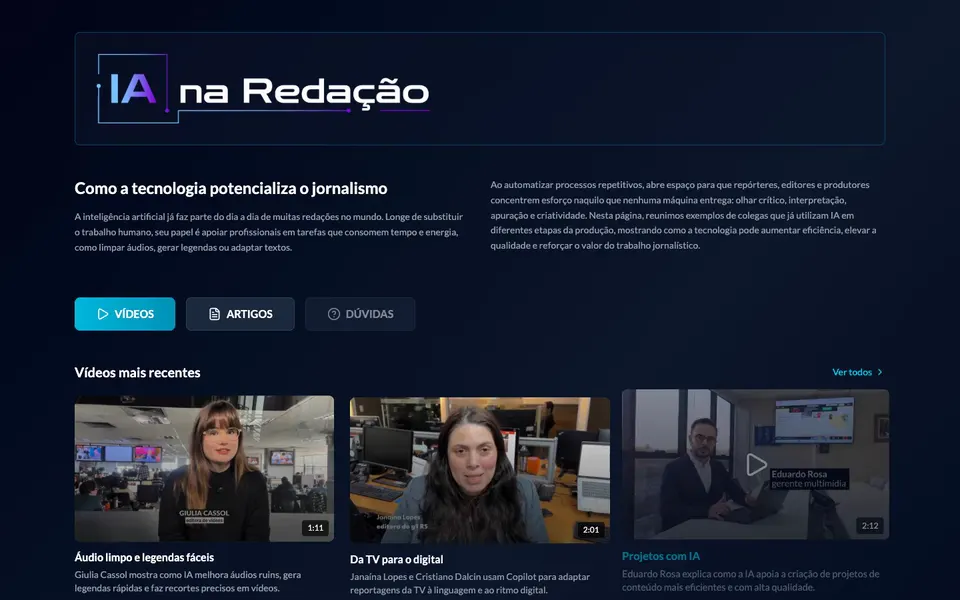 IA na Redação
Como a tecnologia potencializa o jornalismo
A inteligência artificial já faz parte do dia a dia de muitas redações no mundo. Longe de substituir
o trabalho humano, seu papel é apoiar profissionais em tarefas que consomem tempo e energia,
como limpar áudios, gerar legendas ou adaptar textos.
Ao automatizar processos repetitivos, abre espaço para que repórteres, editores e produtores
concentrem esforço naquilo que nenhuma máquina entrega: olhar crítico, interpretação,
apuração e criatividade. Nesta página, reunimos exemplos de colegas que já utilizam IA em
diferentes etapas da produção, mostrando como a tecnologia pode aumentar eficiência, elevar a
qualidade e reforçar o valor do trabalho jornalístico.
VÍDEOS
ARTIGOS
DÚVIDAS
Vídeos mais recentes
Ver todos
GIULIA CASSOL
editora de vídeos
1:11
Janaína Lopes
editora do g1 RS
2:01
Eduardo Rosa
gerente multimídia
2:12
Áudio limpo e legendas fáceis
Giulia Cassol mostra como IA melhora áudios ruins, gera
legendas rápidas e faz recortes precisos em vídeos.
Da TV para o digital
Janaína Lopes e Cristiano Dalcin usam Copilot para adaptar
reportagens da TV à linguagem e ao ritmo digital.
Projetos com IA
Eduardo Rosa explica como a IA apoia a criação de projetos de
conteúdo mais eficientes e com alta qualidade.